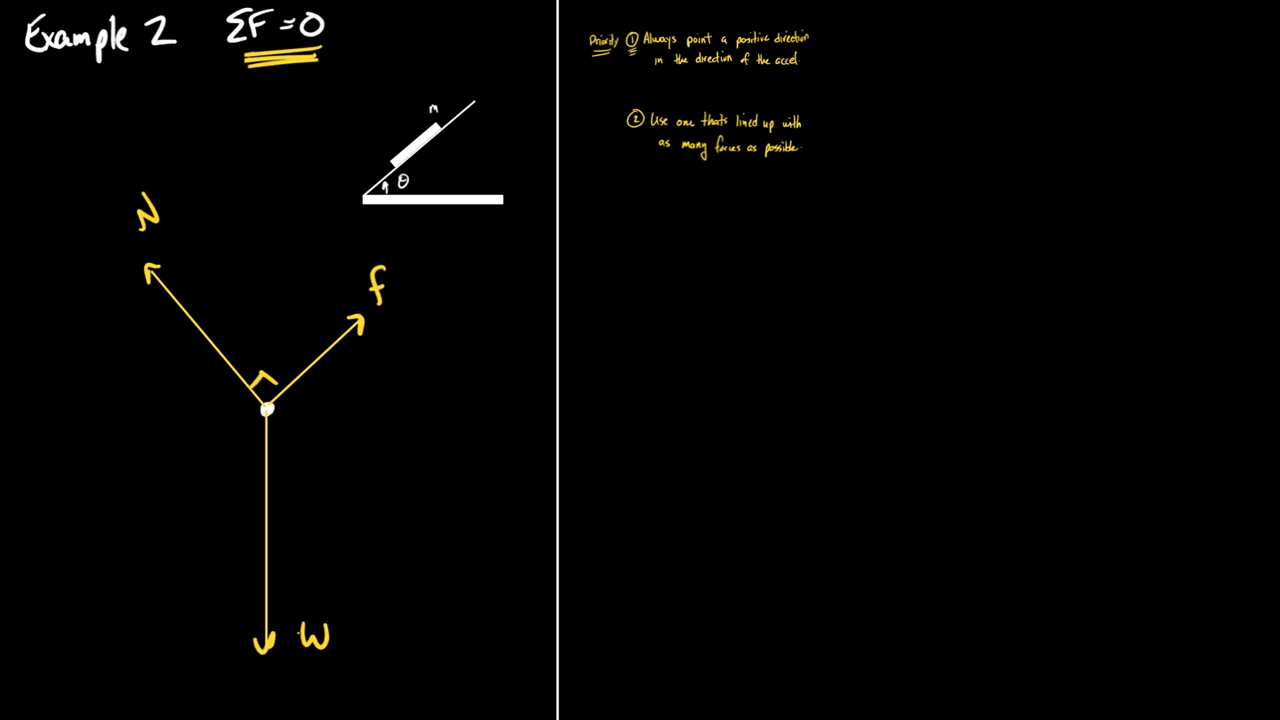 Example 2 ΣF = 0
m
θ
N
f
W
Priority ① Always point a positive direction
in the direction of the accel.
② Use one thats lined up with
as many forces as possible.